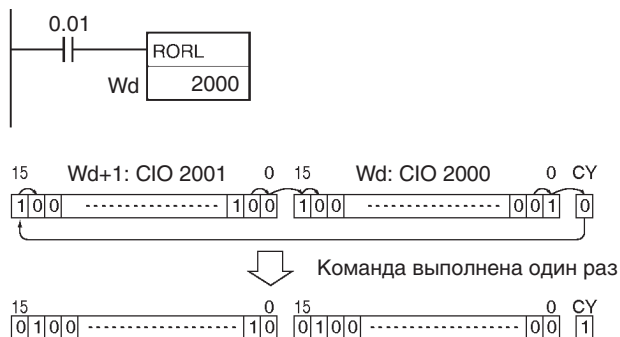 0.01
RORL
Wd 2000
15 Wd+1: CIO 2001 0 15 Wd: CIO 2000 0 CY
1 0 0 1 0 0 1 0 0 0 0 1 0
Команда выполнена один раз
15 0 15 0 CY
0 1 0 0 1 0 0 1 0 0 0 0 1